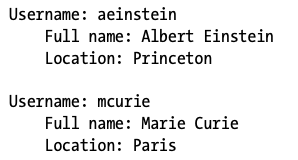 Username: aeinstein
    Full name: Albert Einstein
    Location: Princeton

Username: mcurie
    Full name: Marie Curie
    Location: Paris